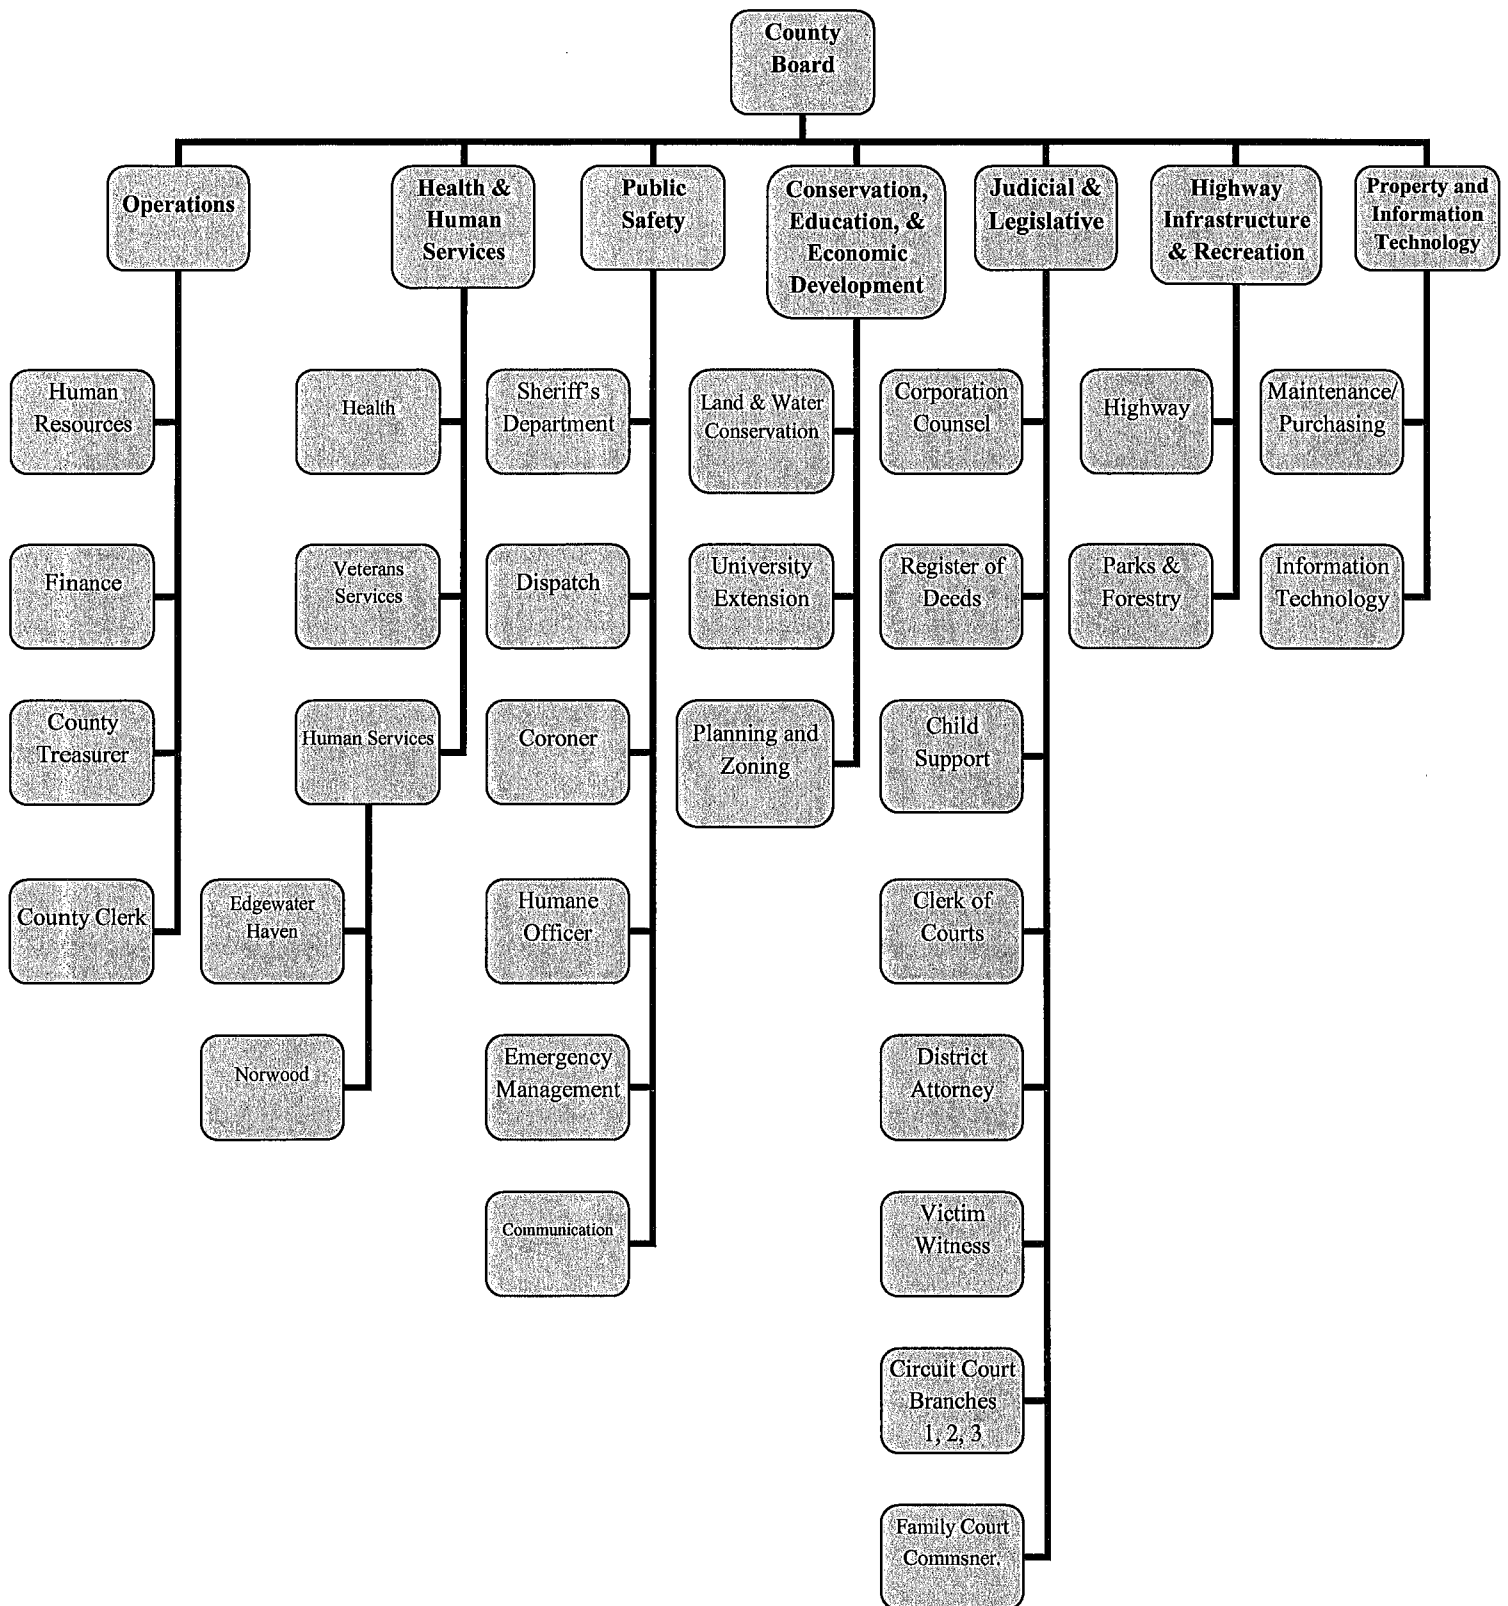 County
Board
Operations
Health &
Human
Services
Public
Safety
Conservation,
Education, &
Economic
Development
Judicial &
Legislative
Highway
Infrastructure
& Recreation
Property and
Information
Technology
Human
Resources
Health
Sheriff's
Department
Land & Water
Conservation
Corporation
Counsel
Highway
Maintenance/
Purchasing
Finance
Veterans
Services
Dispatch
University
Extension
Register of
Deeds
Parks &
Forestry
Information
Technology
County
Treasurer
Human Services
Coroner
Planning and
Zoning
Child
Support
County Clerk
Edgewater
Haven
Humane
Officer
Clerk of
Courts
Norwood
Emergency
Management
District
Attorney
Communication
Victim
Witness
Circuit Court
Branches
1, 2, 3
Family Court
Commsner.